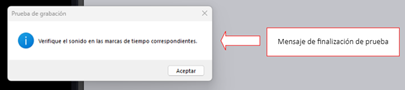 Prueba de grabación
Verifique el sonido en las marcas de tiempo correspondientes.
Mensaje de finalización de prueba
Aceptar